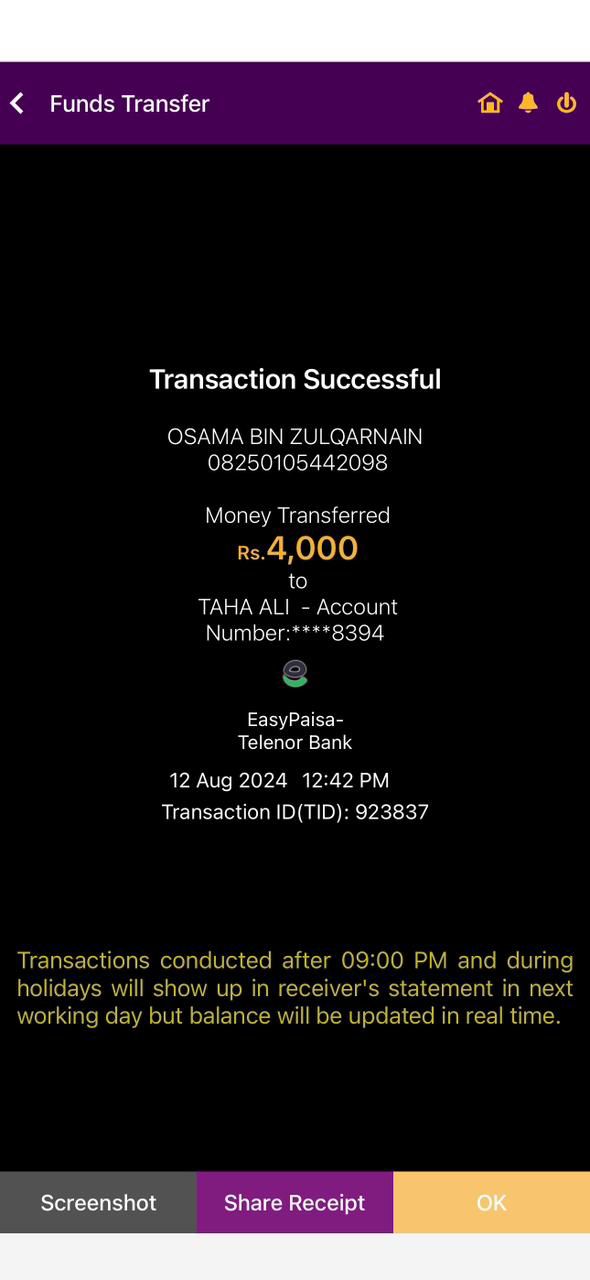 Funds Transfer
Transaction Successful
OSAMA BIN ZULQARNAIN
08250105442098
Money Transferred
Rs.4,000
to
TAHA ALI - Account
Number:****8394
EasyPaisa-
Telenor Bank
12 Aug 2024 12:42 PM
Transaction ID(TID): 923837
Transactions conducted after 09:00 PM and during
holidays will show up in receiver's statement in next
working day but balance will be updated in real time.
Screenshot
Share Receipt
OK